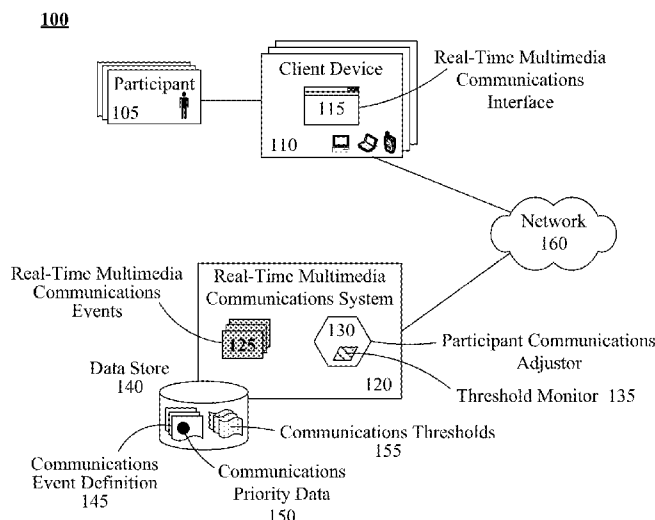 100
Participant
105
Client Device
115
110
Real-Time Multimedia
Communications
Interface
Network
160
Real-Time Multimedia
Communications
Events
Real-Time Multimedia
Communications System
125
130
120
Participant Communications
Adjustor
Threshold Monitor 135
Data Store
140
Communications Thresholds
155
Communications
Event Definition
145
Communications
Priority Data
150